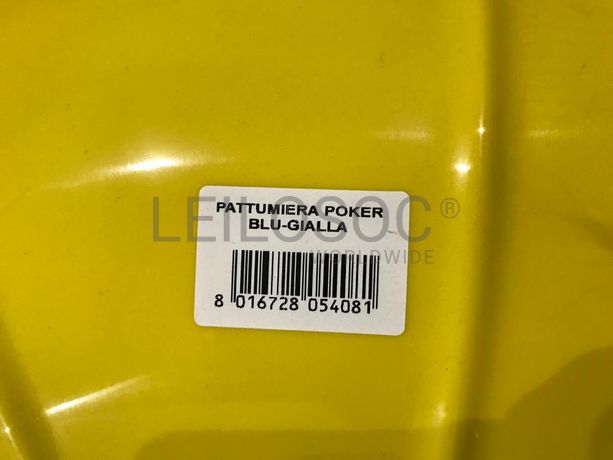 PATTUMIERA POKER
BLU-GIALLA
LEILOSOC®
WORLDWIDE
8 016728 054081